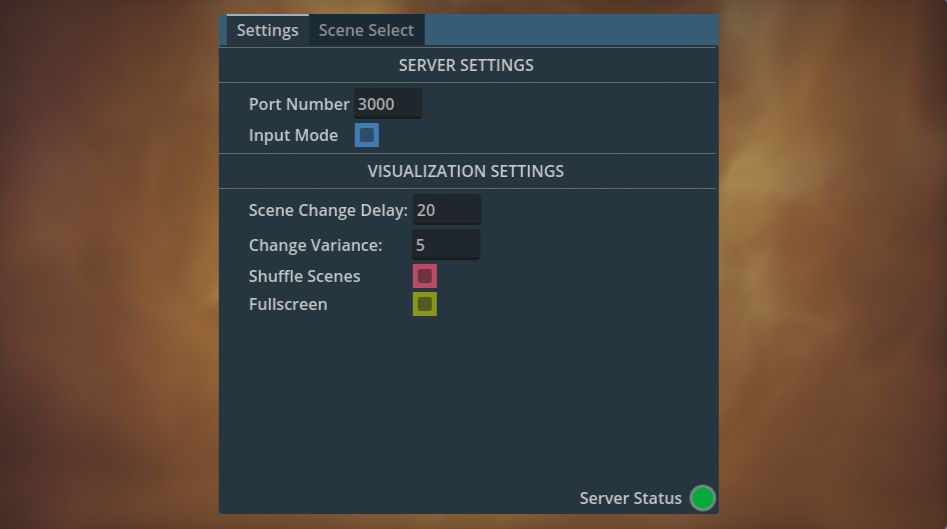 Settings Scene Select
SERVER SETTINGS
Port Number 3000
Input Mode
VISUALIZATION SETTINGS
Scene Change Delay: 20
Change Variance: 5
Shuffle Scenes
Fullscreen
Server Status